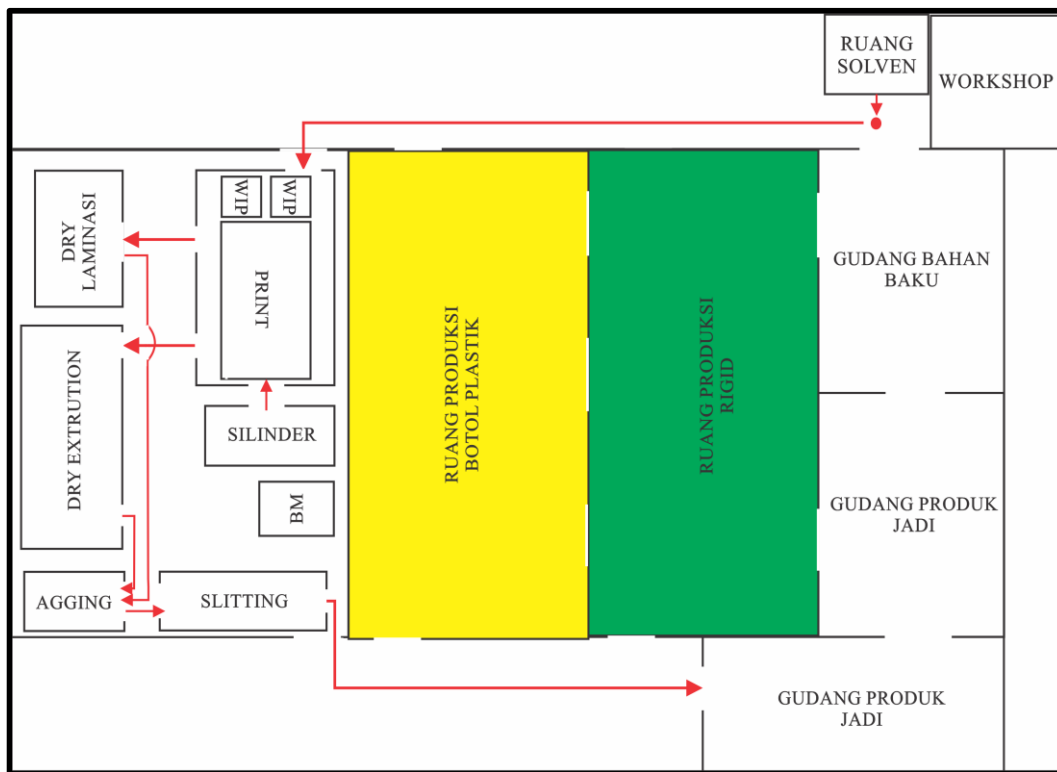 RUANG
SOLVEN
WORKSHOP
DRY
LAMINASI
WIP
WIP
PRINT
RUANG PRODUKSI
BOTOL PLASTIK
RUANG PRODUKSI
RIGID
GUDANG BAHAN
BAKU
DRY EXTRUTION
SILINDER
BM
GUDANG PRODUK
JADI
AGGING
SLITTING
GUDANG PRODUK
JADI